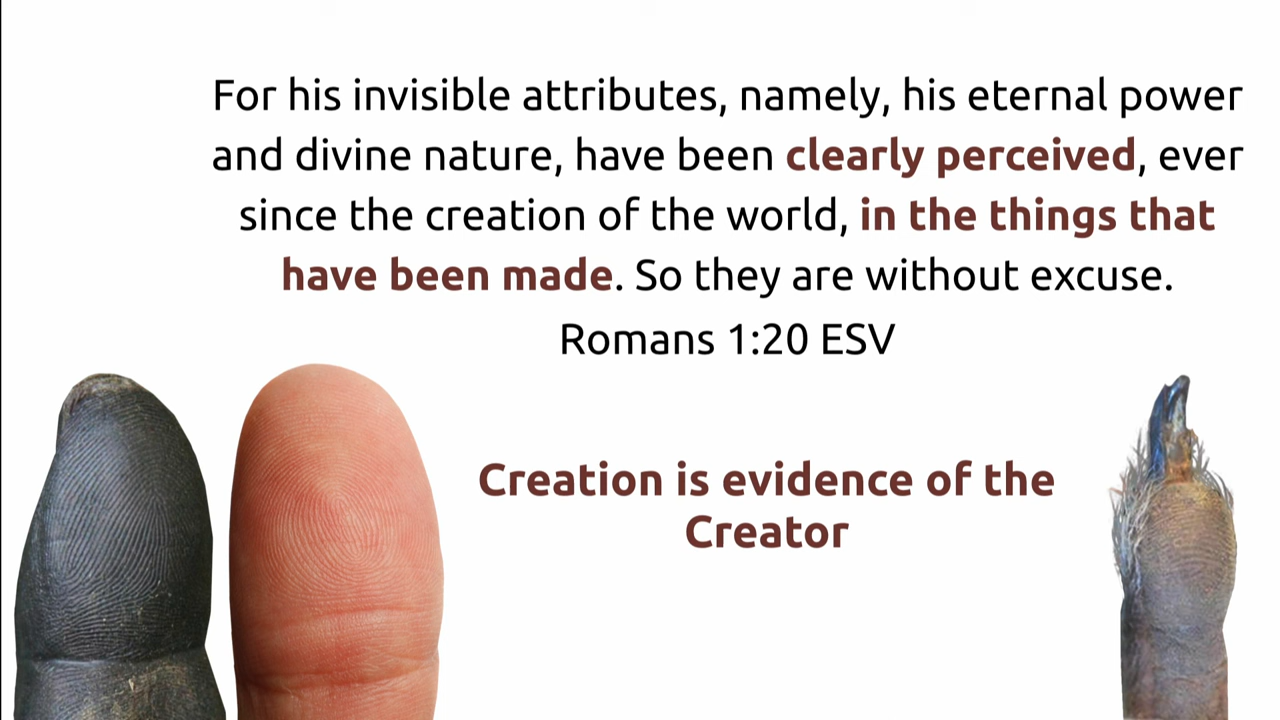 For his invisible attributes, namely, his eternal power
and divine nature, have been clearly perceived, ever
since the creation of the world, in the things that
have been made. So they are without excuse.
Romans 1:20 ESV
Creation is evidence of the
Creator